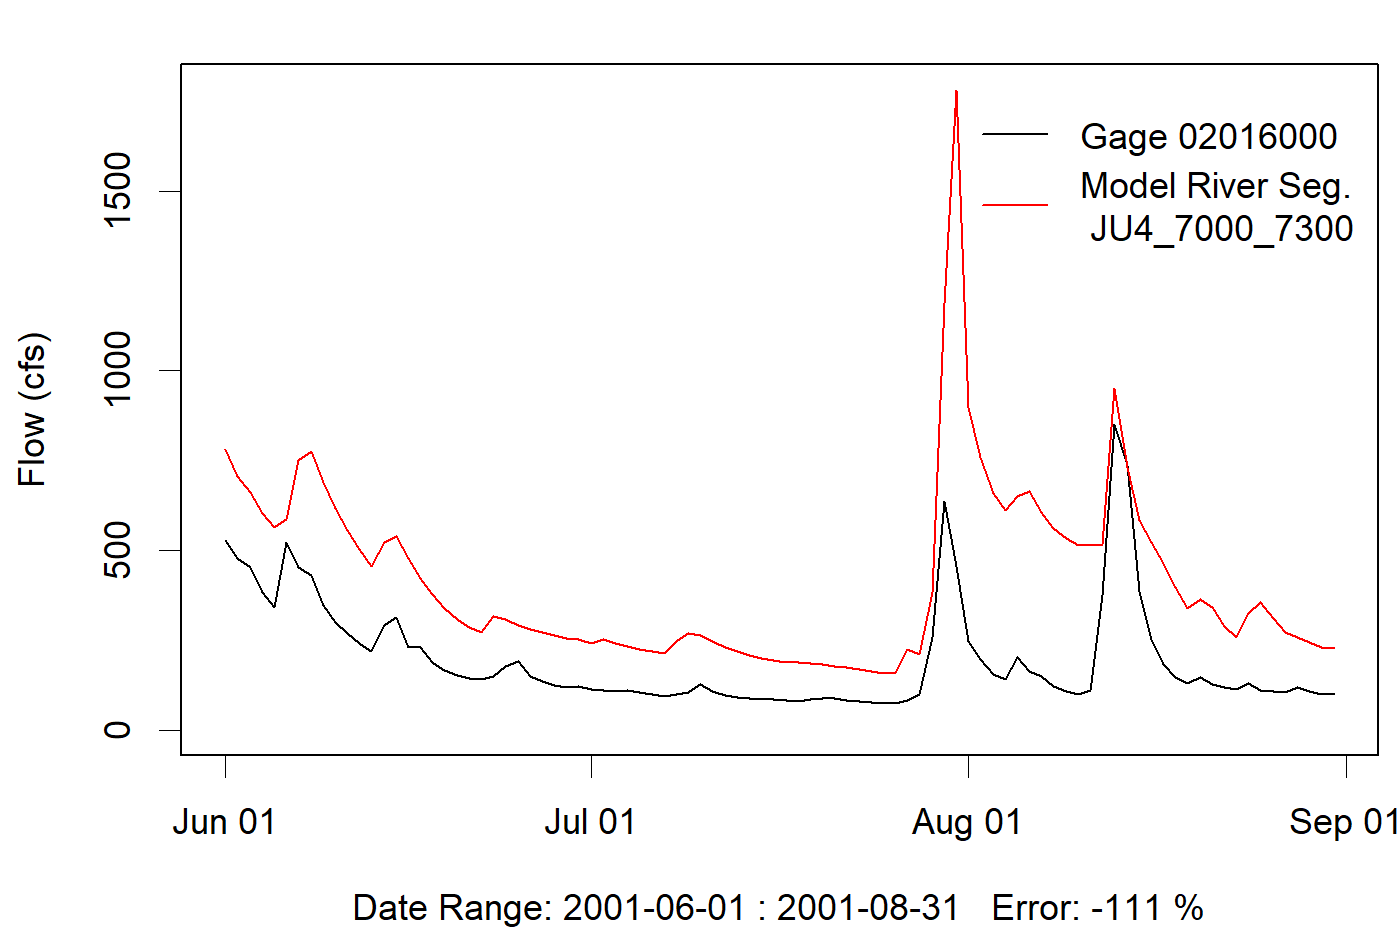 Gage 02016000
Model River Seg.
JU4_7000_7300
Flow (cfs)
1500
1000
500
0
Jun 01
Jul 01
Aug 01
Sep 01
Date Range: 2001-06-01 : 2001-08-31 Error: -111 %